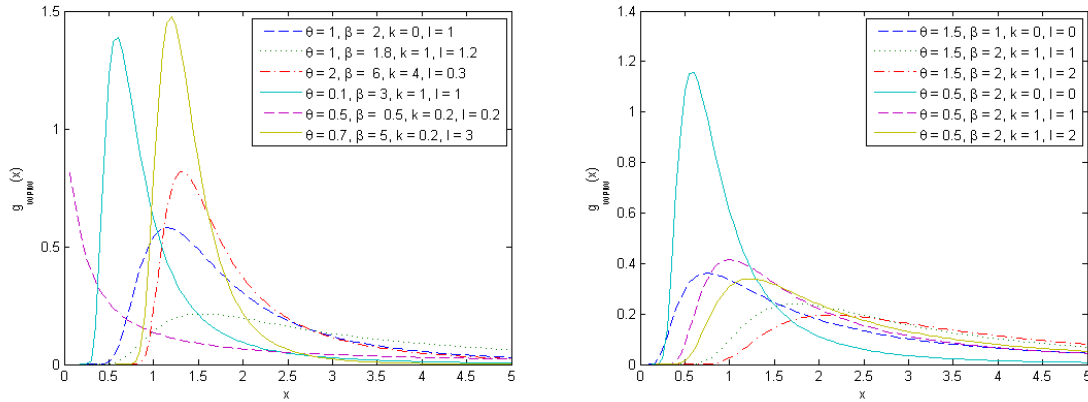 1.5
1
0.5
0
g (x)
0 0.5 1 1.5 2 2.5 3 3.5 4 4.5 5
x
θ = 1, β = 2, k = 0, l = 1
θ = 1, β = 1.8, k = 1, l = 1.2
θ = 2, β = 6, k = 4, l = 0.3
θ = 0.1, β = 3, k = 1, l = 1
θ = 0.5, β = 0.5, k = 0.2, l = 0.2
θ = 0.7, β = 5, k = 0.2, l = 3
1.4
1.2
1
0.8
0.6
0.4
0.2
0
g (x)
0 0.5 1 1.5 2 2.5 3 3.5 4 4.5 5
x
θ = 1.5, β = 1, k = 0, l = 0
θ = 1.5, β = 2, k = 1, l = 1
θ = 1.5, β = 2, k = 1, l = 2
θ = 0.5, β = 2, k = 0, l = 0
θ = 0.5, β = 2, k = 1, l = 1
θ = 0.5, β = 2, k = 1, l = 2